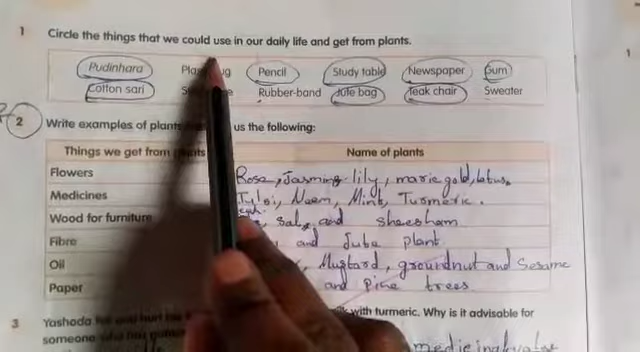 1 Circle the things that we could use in our daily life and get from plants.
Pudinhara Pencil Study table Newspaper Gum
Cotton sari Rubber-band Jute bag Teak chair Sweater
2 Write examples of plants us the following:
Things we get from Name of plants
Flowers Rose, Jasmine, lily, mariegold, lotus.
Medicines Tulsi, Neem, Mint, Turmeric.
Wood for furniture sal, and sheesham
Fibre and Jute plant
Oil Mustard, groundnut and Sesame
Paper and pine trees
3 Yashoda and hurt with turmeric. Why is it advisable for
someone